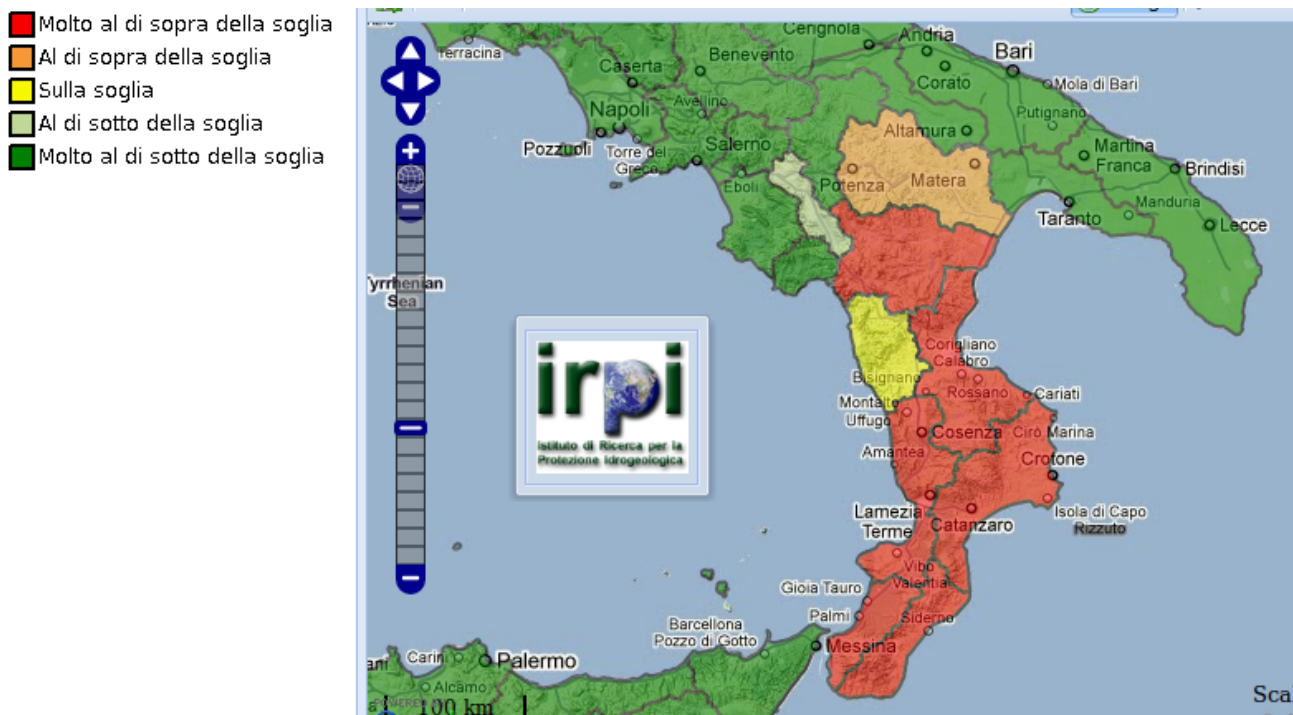 Molto al di sopra della soglia
Al di sopra della soglia
Sulla soglia
Al di sotto della soglia
Molto al di sotto della soglia
Terracina
Cerignola
Andria
Bari
Benevento
Caserta
Corato
Mola di Bari
Napoli
Avellino
Altamura
Putignano
Pozzuoli
Torre del
Greco
Salerno
Martina
Franca
Brindisi
Eboli
Potenza
Matera
Taranto
Manduria
Lecce
Tyrrhenian
Sea
irpi
Istituto di Ricerca per la
Protezione Idrogeologica
Corigliano
Calabro
Bisignano
Rossano
Cariati
Montalto
Uffugo
Cosenza
Cirò Marina
Amantea
Crotone
Lamezia
Terme
Catanzaro
Isola di Capo
Rizzuto
Vibo
Valentia
Gioia Tauro
Palmi
Siderno
Barcellona
Pozzo di Gotto
Messina
ani
Carini
Palermo
Alcamo
POWERED BY
100 km
Scal